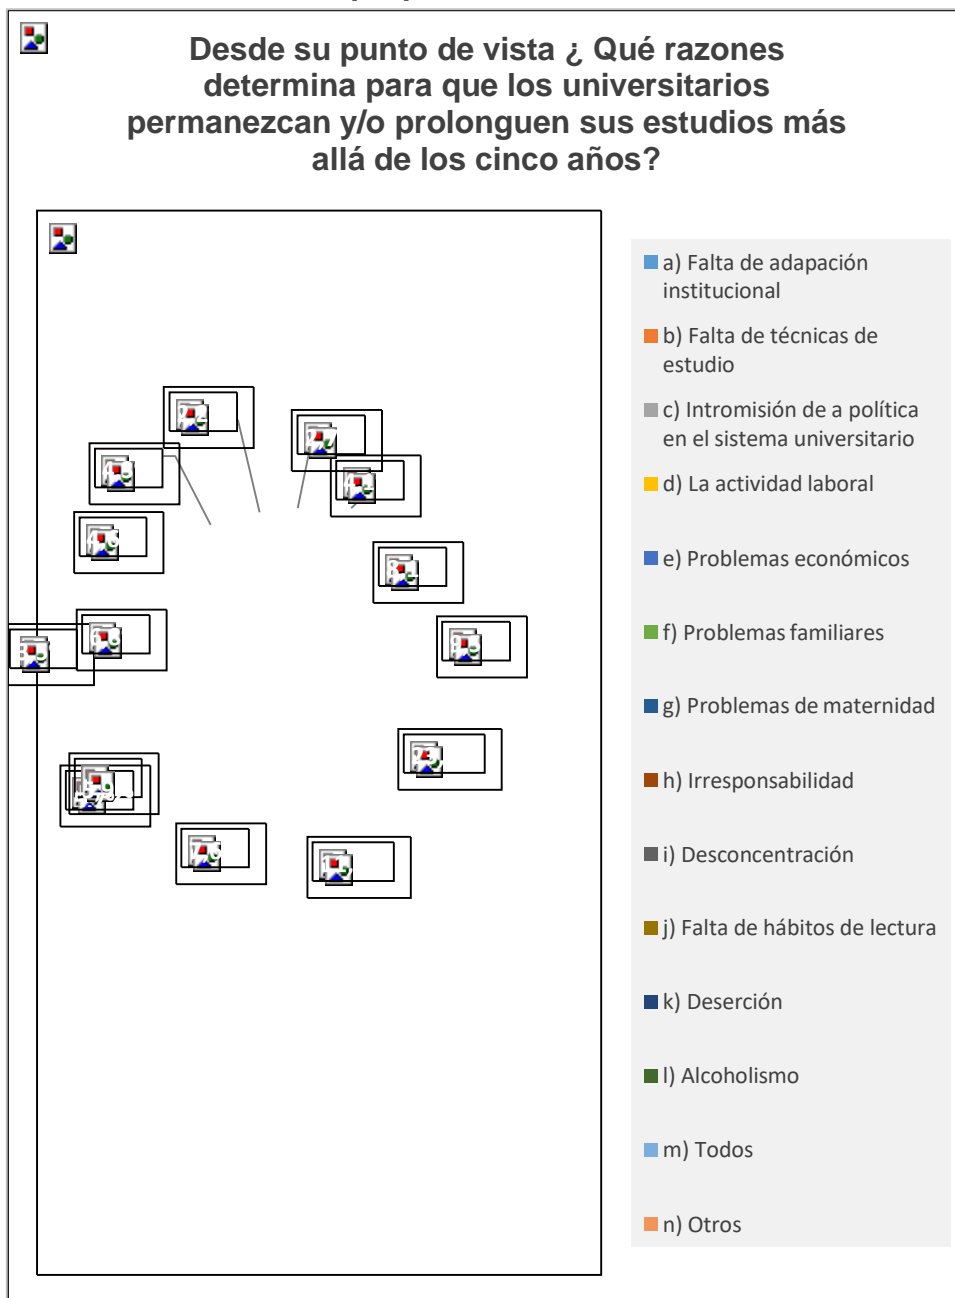 Desde su punto de vista ¿ Qué razones
determina para que los universitarios
permanezcan y/o prolonguen sus estudios más
allá de los cinco años?
a) Falta de adapación
institucional
b) Falta de técnicas de
estudio
c) Intromisión de a política
en el sistema universitario
d) La actividad laboral
e) Problemas económicos
f) Problemas familiares
g) Problemas de maternidad
h) Irresponsabilidad
i) Desconcentración
j) Falta de hábitos de lectura
k) Deserción
l) Alcoholismo
m) Todos
n) Otros